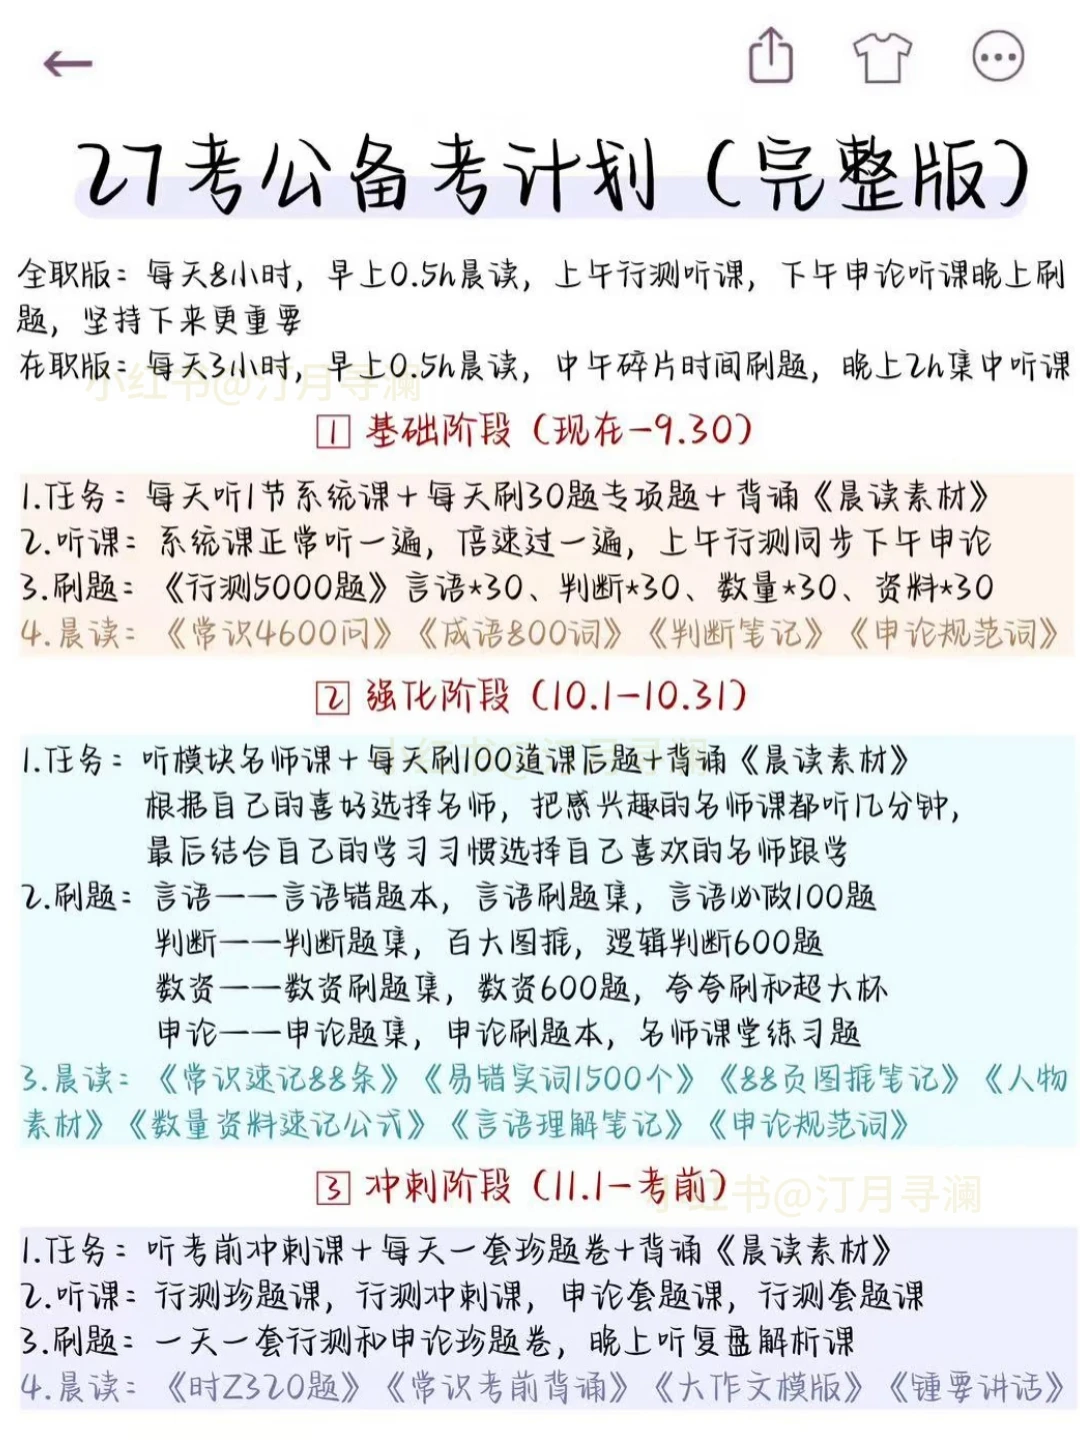 27考公备考计划（完整版）
全职版：每天8小时，早上0.5h晨读，上午行测听课，下午申论听课晚上刷
题，坚持下来更重要
在职版：每天3小时，早上0.5h晨读，中午碎片时间刷题，晚上2h集中听课
小红书@汀月寻澜
1 基础阶段（现在-9.30）
1.任务：每天听1节系统课+每天刷30题专项题+背诵《晨读素材》
2.听课：系统课正常听一遍，倍速过一遍，上午行测同步下午申论
3.刷题：《行测5000题》言语*30、判断*30、数量*30、资料*30
4.晨读：《常识4600问》《成语800词》《判断笔记》《申论规范词》
2 强化阶段（10.1-10.31）
小红书@汀月寻澜
1.任务：听模块名师课+每天刷100道课后题+背诵《晨读素材》
根据自己的喜好选择名师，把感兴趣的名师课都听几分钟，
最后结合自己的学习习惯选择自己喜欢的名师跟学
2.刷题：言语——言语错题本，言语刷题集，言语必做100题
判断——判断题集，百大图推，逻辑判断600题
数资——数资刷题集，数资600题，夸夸刷和超大杯
申论——申论题集，申论刷题本，名师课堂练习题
3.晨读：《常识速记88条》《易错实词1500个》《88页图推笔记》《人物
素材》《数量资料速记公式》《言语理解笔记》《申论规范词》
3 冲刺阶段（11.1-考前）
小红书@汀月寻澜
1.任务：听考前冲刺课+每天一套珍题卷+背诵《晨读素材》
2.听课：行测珍题课，行测冲刺课，申论套题课，行测套题课
3.刷题：一天一套行测和申论珍题卷，晚上听复盘解析课
4.晨读：《时Z320题》《常识考前背诵》《大作文模版》《锺要讲话》